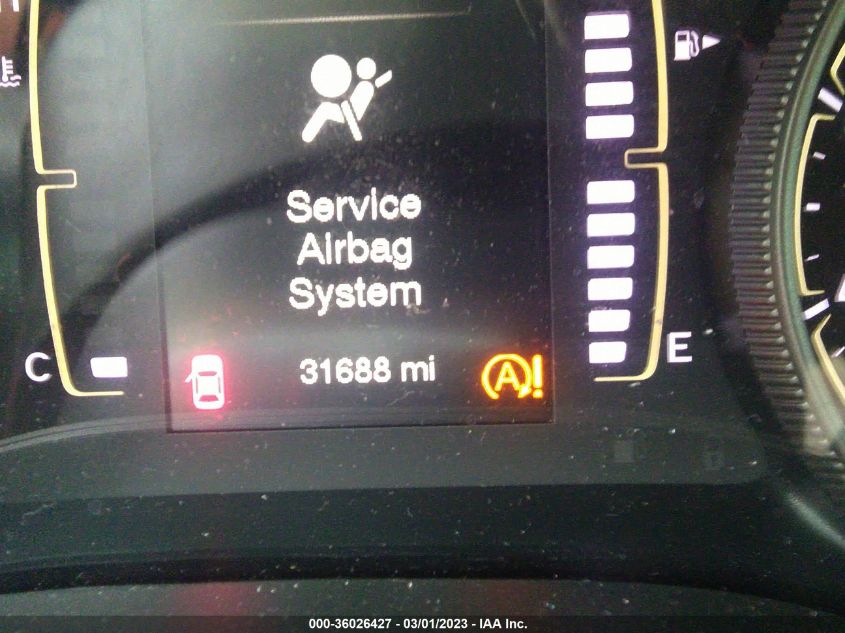 Service
Airbag
System
31688 mi
A!
C
E
000-36026427 - 03/01/2023 - IAA Inc.